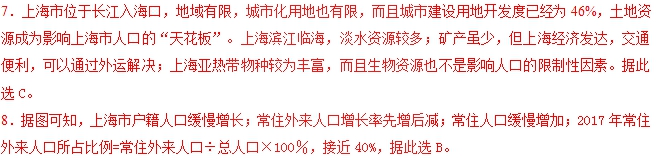 7．上海市位于长江入海口，地域有限，城市化用地也有限，而且城市建设用地开发度已经为 46%，土地资
源成为影响上海市人口的“天花板”。上海滨江临海，淡水资源较多；矿产虽少，但上海经济发达，交通
便利，可以通过外运解决；上海亚热带物种较为丰富，而且生物资源也不是影响人口的限制性因素。据此
选 C。
8．据图可知，上海市户籍人口缓慢增长；常住外来人口增长率先增后减；常住人口缓慢增加；2017 年常住
外来人口所占比例=常住外来人口÷总人口×100％，接近 40%，据此选 B。